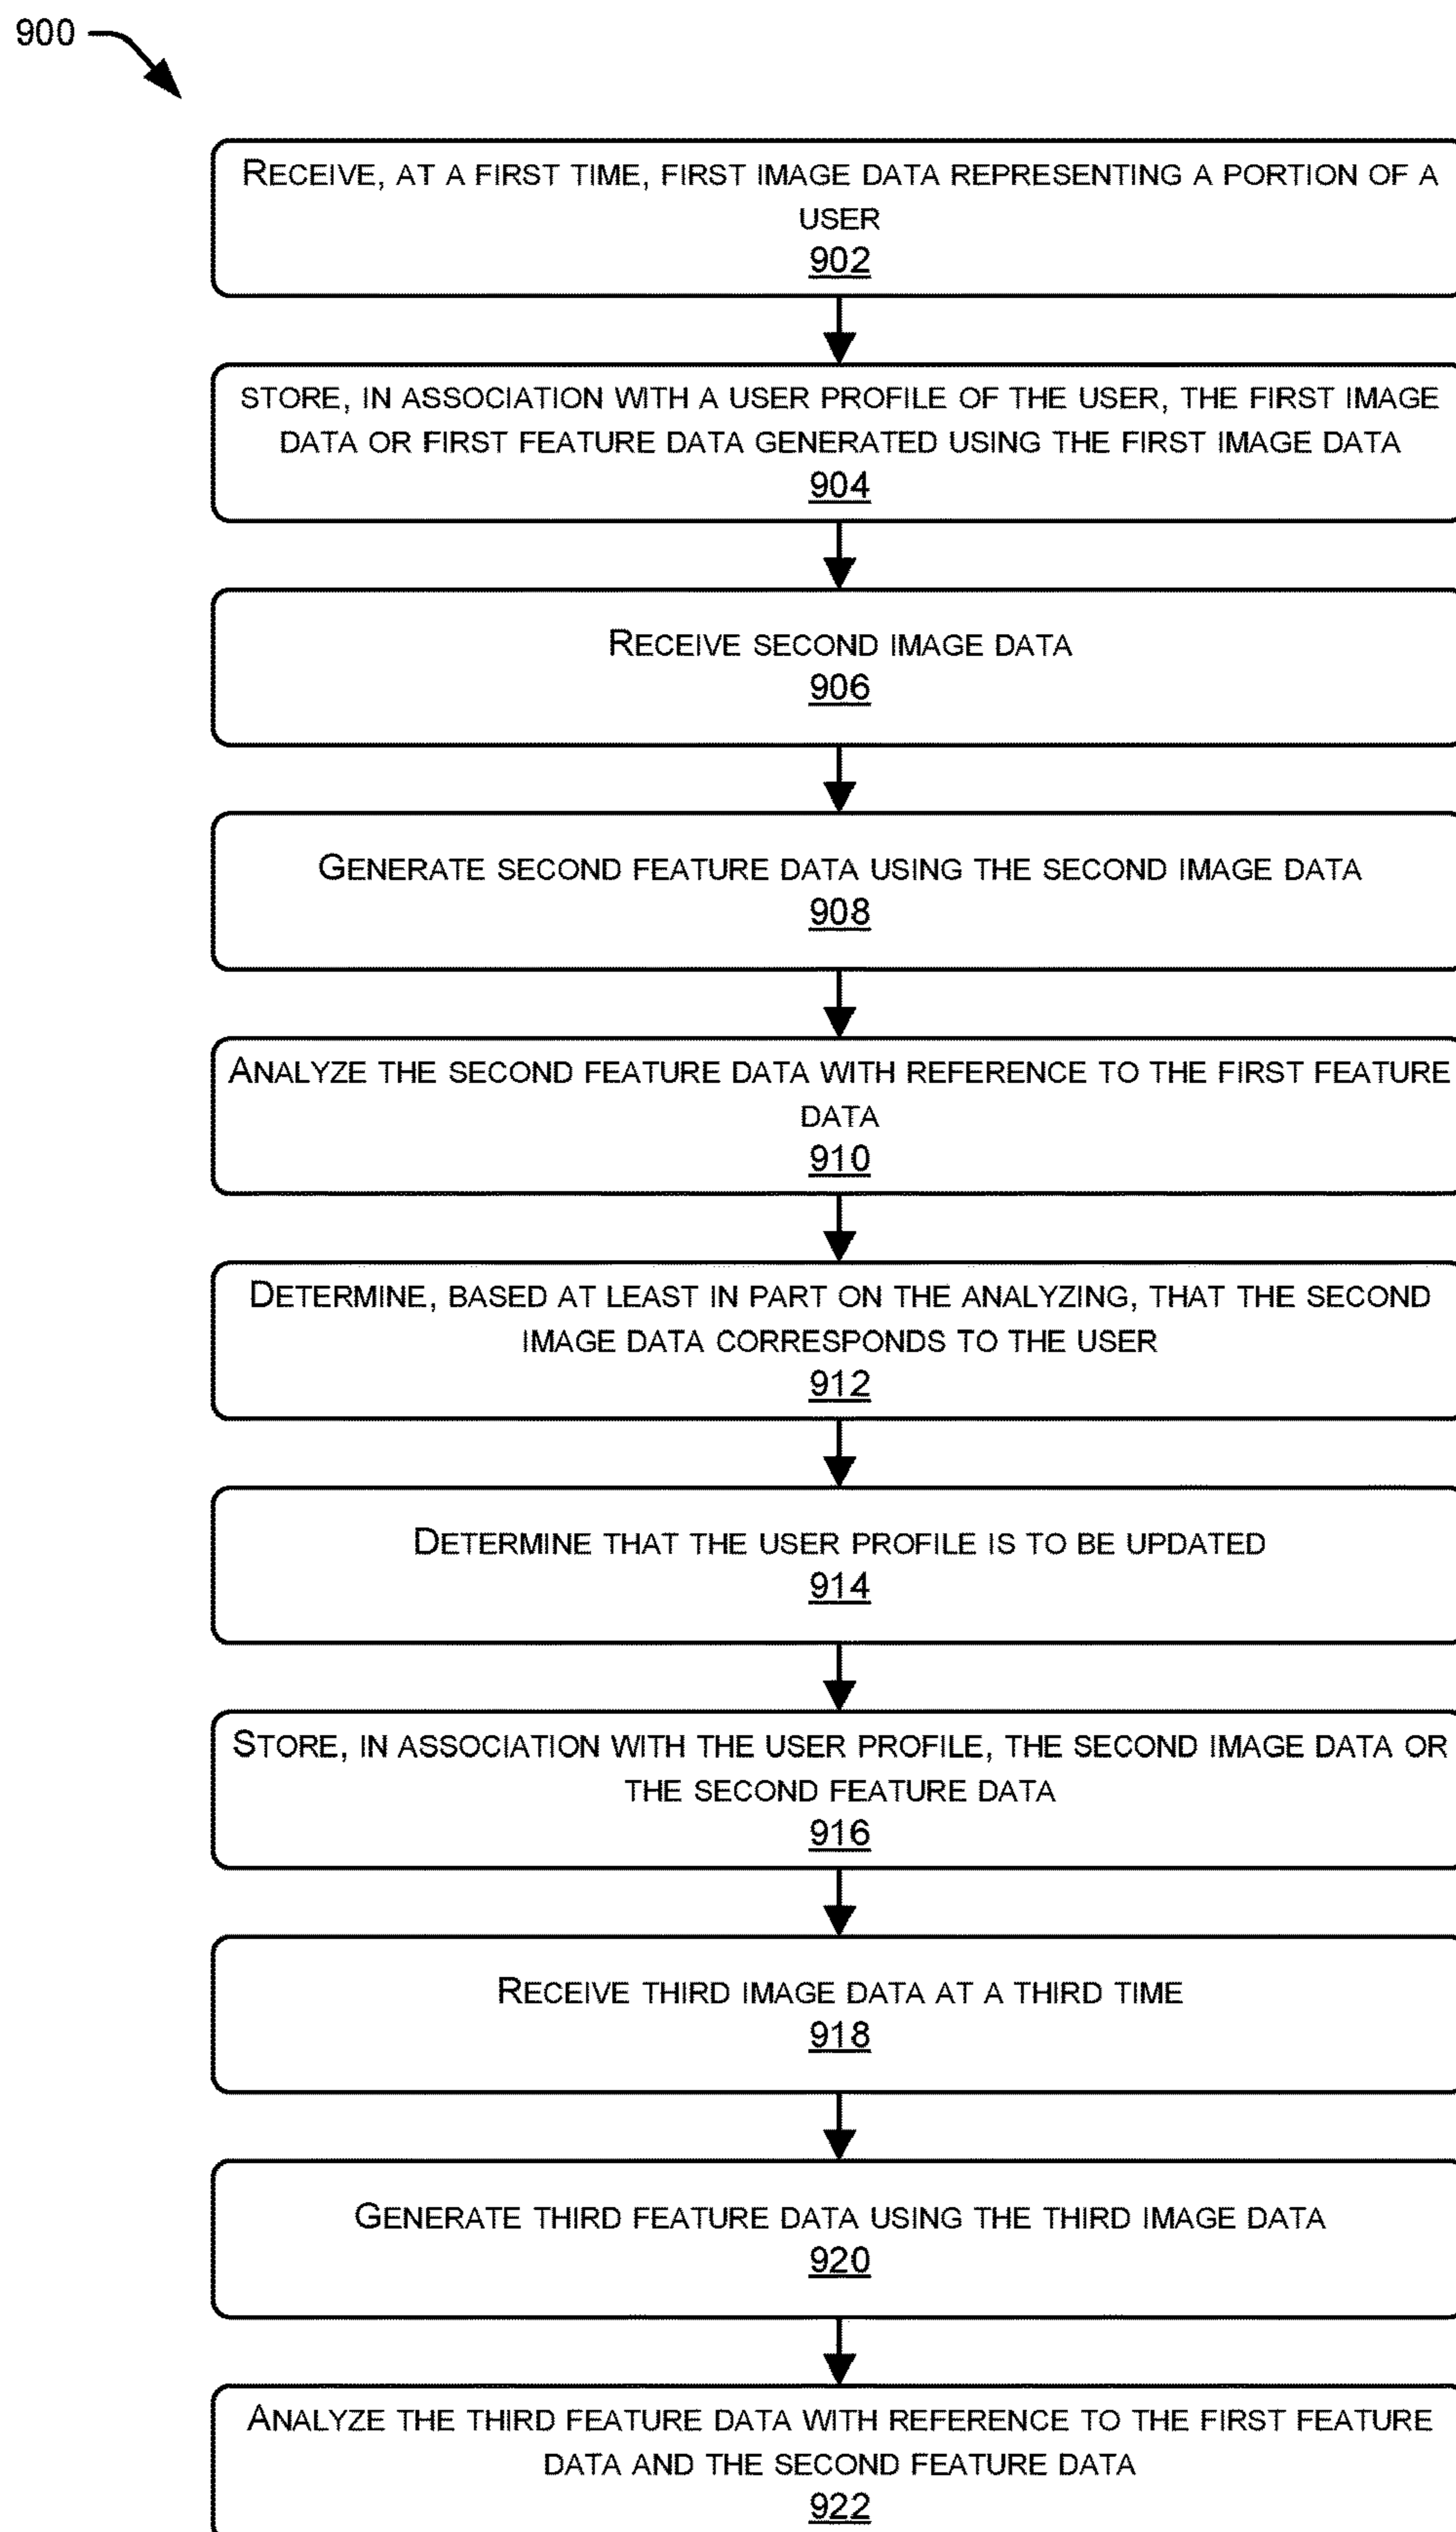 900
RECEIVE, AT A FIRST TIME, FIRST IMAGE DATA REPRESENTING A PORTION OF A
USER
902
STORE, IN ASSOCIATION WITH A USER PROFILE OF THE USER, THE FIRST IMAGE
DATA OR FIRST FEATURE DATA GENERATED USING THE FIRST IMAGE DATA
904
RECEIVE SECOND IMAGE DATA
906
GENERATE SECOND FEATURE DATA USING THE SECOND IMAGE DATA
908
ANALYZE THE SECOND FEATURE DATA WITH REFERENCE TO THE FIRST FEATURE
DATA
910
DETERMINE, BASED AT LEAST IN PART ON THE ANALYZING, THAT THE SECOND
IMAGE DATA CORRESPONDS TO THE USER
912
DETERMINE THAT THE USER PROFILE IS TO BE UPDATED
914
STORE, IN ASSOCIATION WITH THE USER PROFILE, THE SECOND IMAGE DATA OR
THE SECOND FEATURE DATA
916
RECEIVE THIRD IMAGE DATA AT A THIRD TIME
918
GENERATE THIRD FEATURE DATA USING THE THIRD IMAGE DATA
920
ANALYZE THE THIRD FEATURE DATA WITH REFERENCE TO THE FIRST FEATURE
DATA AND THE SECOND FEATURE DATA
922